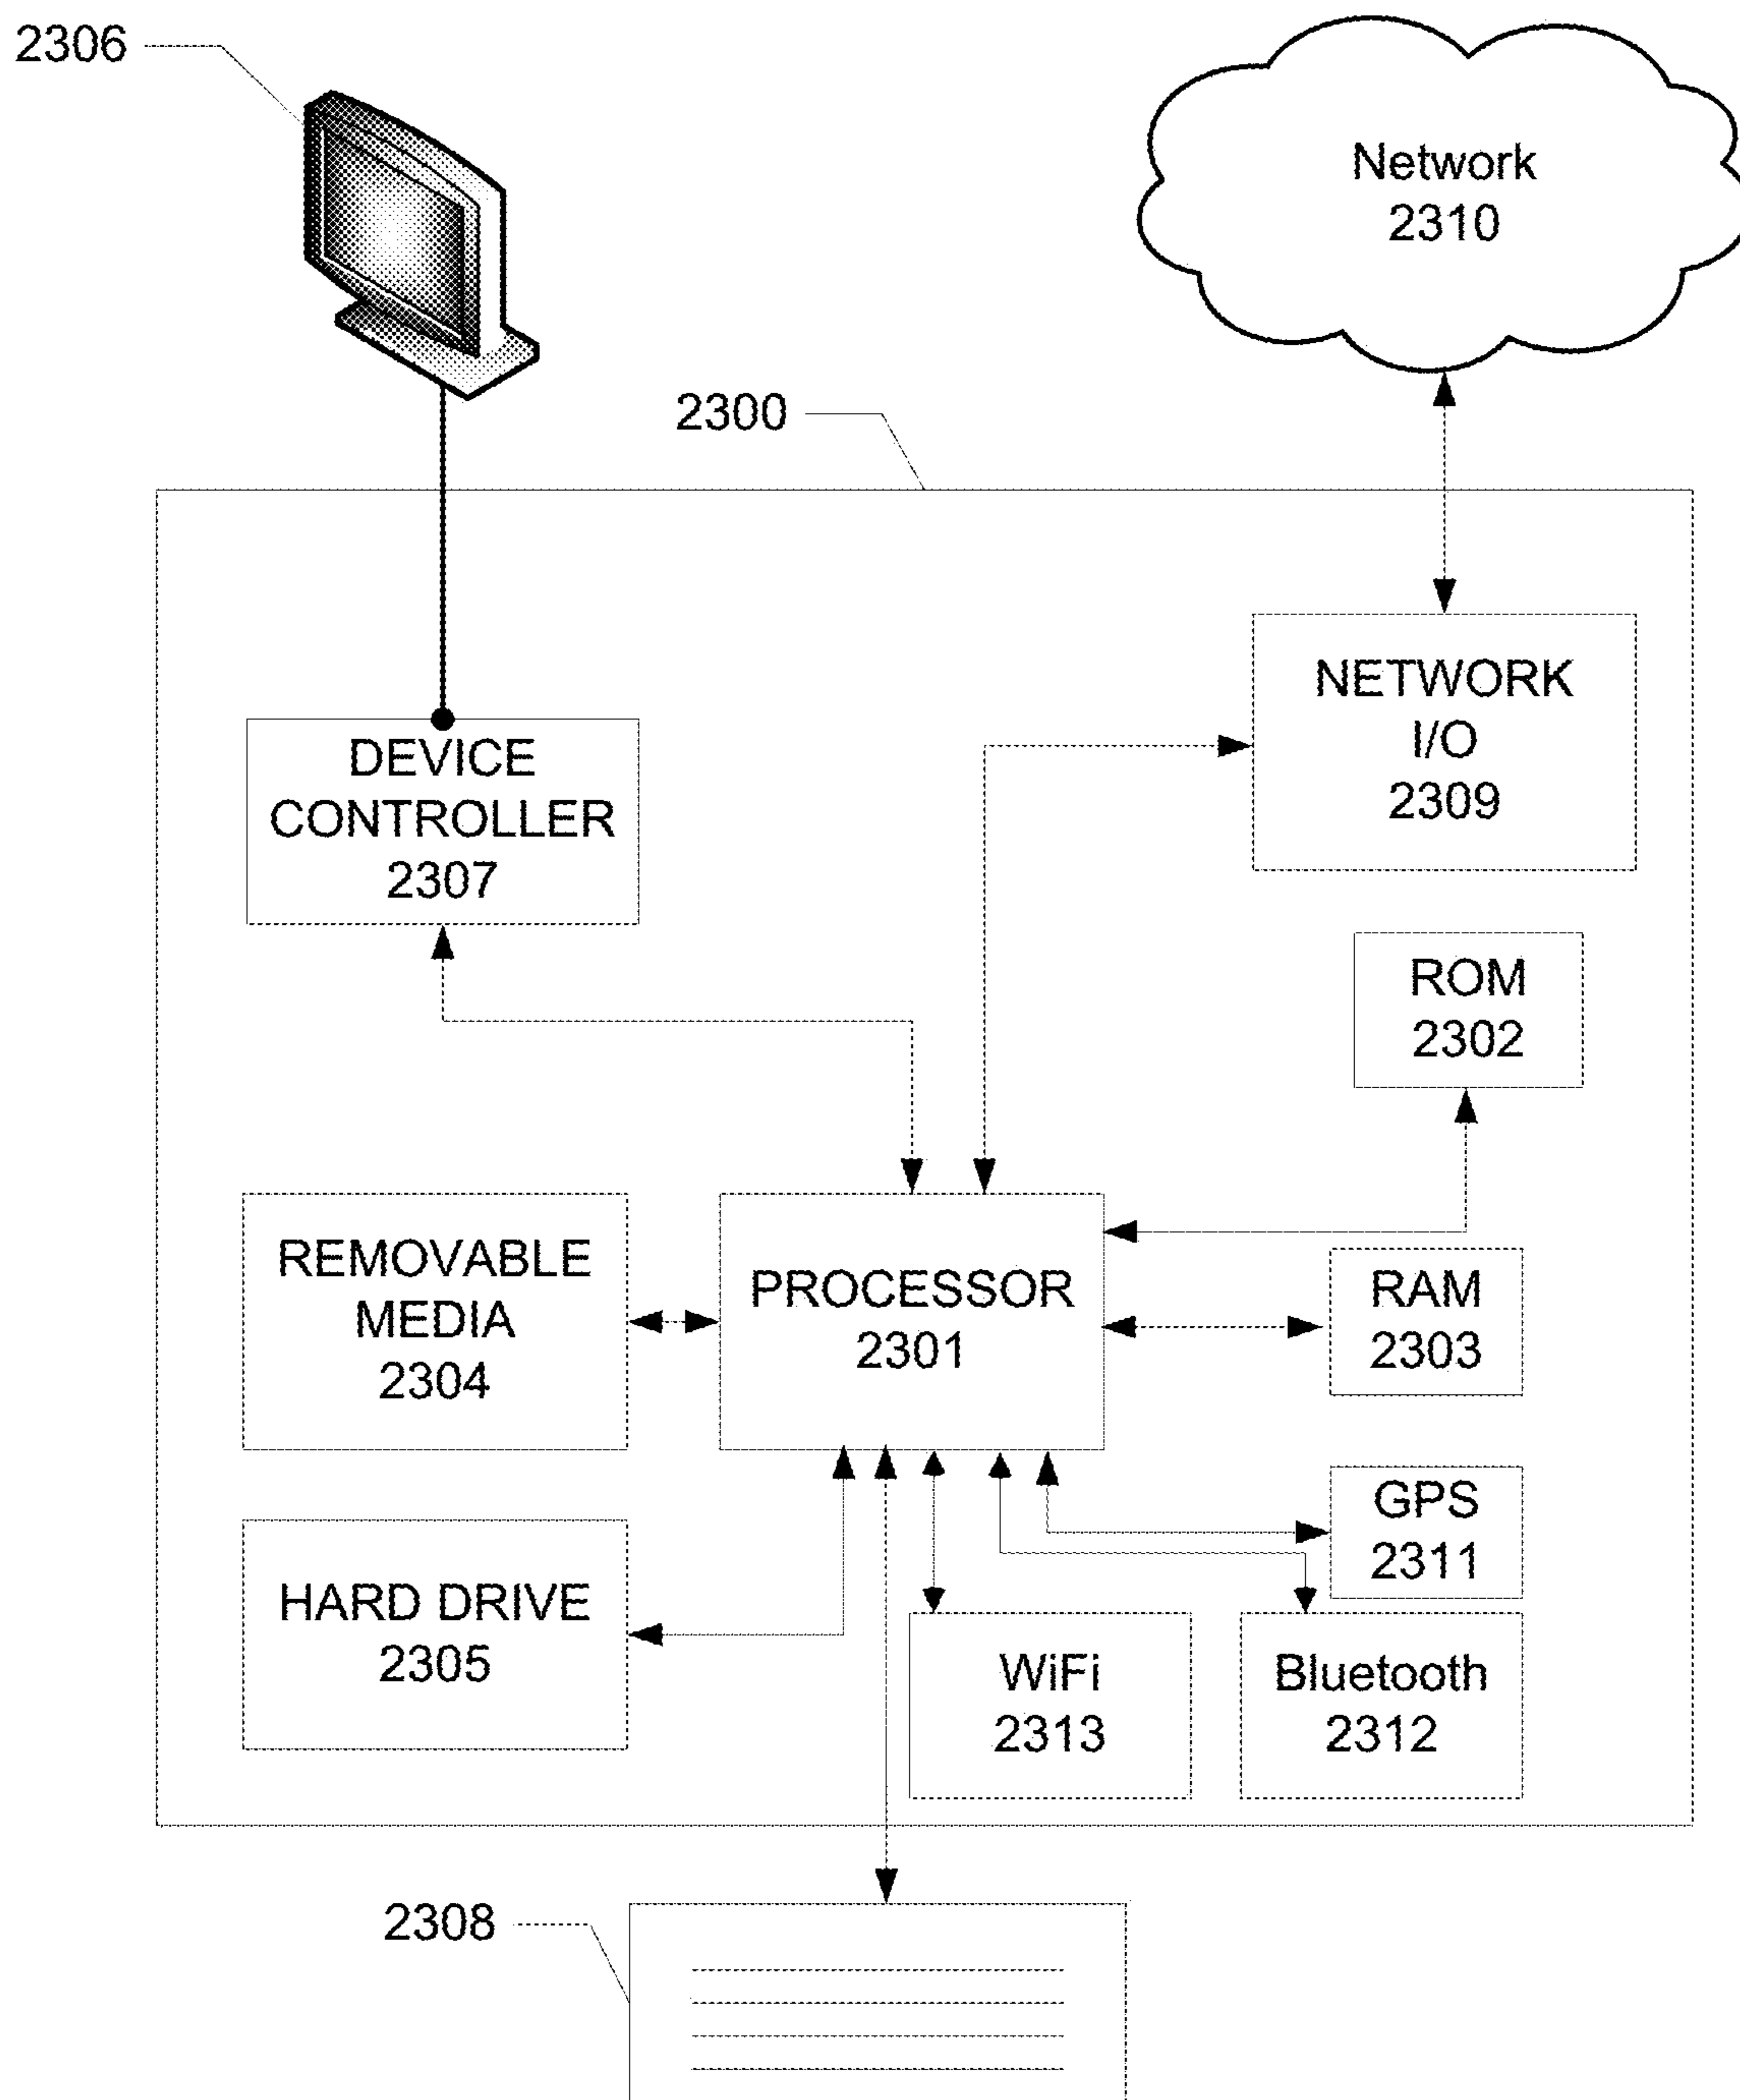 2306
Network
2310
2300
NETWORK
I/O
2309
DEVICE
CONTROLLER
2307
ROM
2302
REMOVABLE
MEDIA
2304
PROCESSOR
2301
RAM
2303
GPS
2311
HARD DRIVE
2305
WiFi
2313
Bluetooth
2312
2308